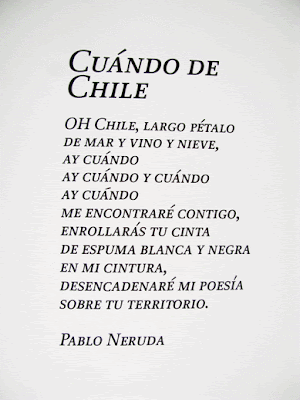 CUÁNDO DE
CHILE
OH CHILE, LARGO PÉTALO
DE MAR Y VINO Y NIEVE,
AY CUÁNDO
AY CUÁNDO Y CUÁNDO
AY CUÁNDO
ME ENCONTRARÉ CONTIGO,
ENROLLARÁS TU CINTA
DE ESPUMA BLANCA Y NEGRA
EN MI CINTURA,
DESENCADENARÉ MI POESÍA
SOBRE TU TERRITORIO.
PABLO NERUDA